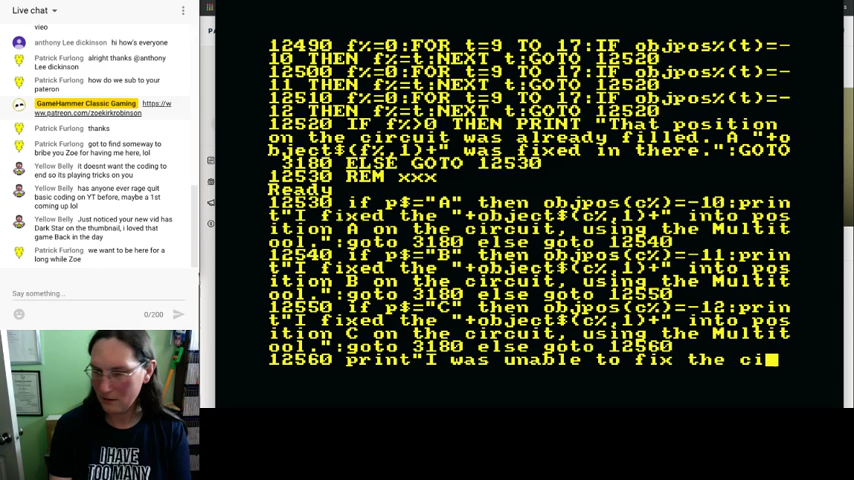 Live chat
vieo
anthony Lee dickinson hi how's everyone
Patrick Furlong alright thanks @anthony
Lee dickinson
Patrick Furlong how do we sub to your
pateron
GameHammer Classic Gaming https://w
ww.patreon.com/zoekirkrobinson
Patrick Furlong thanks
Patrick Furlong got to find someway to
bribe you Zoe for having me here, lol
Yellow Belly it doesnt want the coding to
end so its playing tricks on you
Yellow Belly has anyone ever rage quit
basic coding on YT before, maybe a 1st
coming up lol
Yellow Belly Just noticed your new vid has
Dark Star on the thumbnail, i loved that
game Back in the day
Patrick Furlong we want to be here for a
long while Zoe
Say something...
0/200
PA
12490 f%=0:FOR t=9 TO 17:IF objpos%(t)=-
10 THEN f%=t:NEXT t:GOTO 12520
12500 f%=0:FOR t=9 TO 17:IF objpos%(t)=-
11 THEN f%=t:NEXT t:GOTO 12520
12510 f%=0:FOR t=9 TO 17:IF objpos%(t)=-
12 THEN f%=t:NEXT t:GOTO 12520
12520 IF f%>0 THEN PRINT "That position
on the circuit was already filled. A "+o
bject$(f%,1)+" was fixed in there.":GOTO
3180 ELSE GOTO 12530
12530 REM xxx
Ready
12530 if p$="A" then objpos(c%)=-10:prin
t"I fixed the "+object$(c%,1)+" into pos
ition A on the circuit, using the Multit
ool.":goto 3180 else goto 12540
12540 if p$="B" then objpos(c%)=-11:prin
t"I fixed the "+object$(c%,1)+" into pos
ition B on the circuit, using the Multit
ool.":goto 3180 else goto 12550
12550 if p$="C" then objpos(c%)=-12:prin
t"I fixed the "+object$(c%,1)+" into pos
ition C on the circuit, using the Multit
ool.":goto 3180 else goto 12560
12560 print"I was unable to fix the ci
I HAVE
TOO MANY